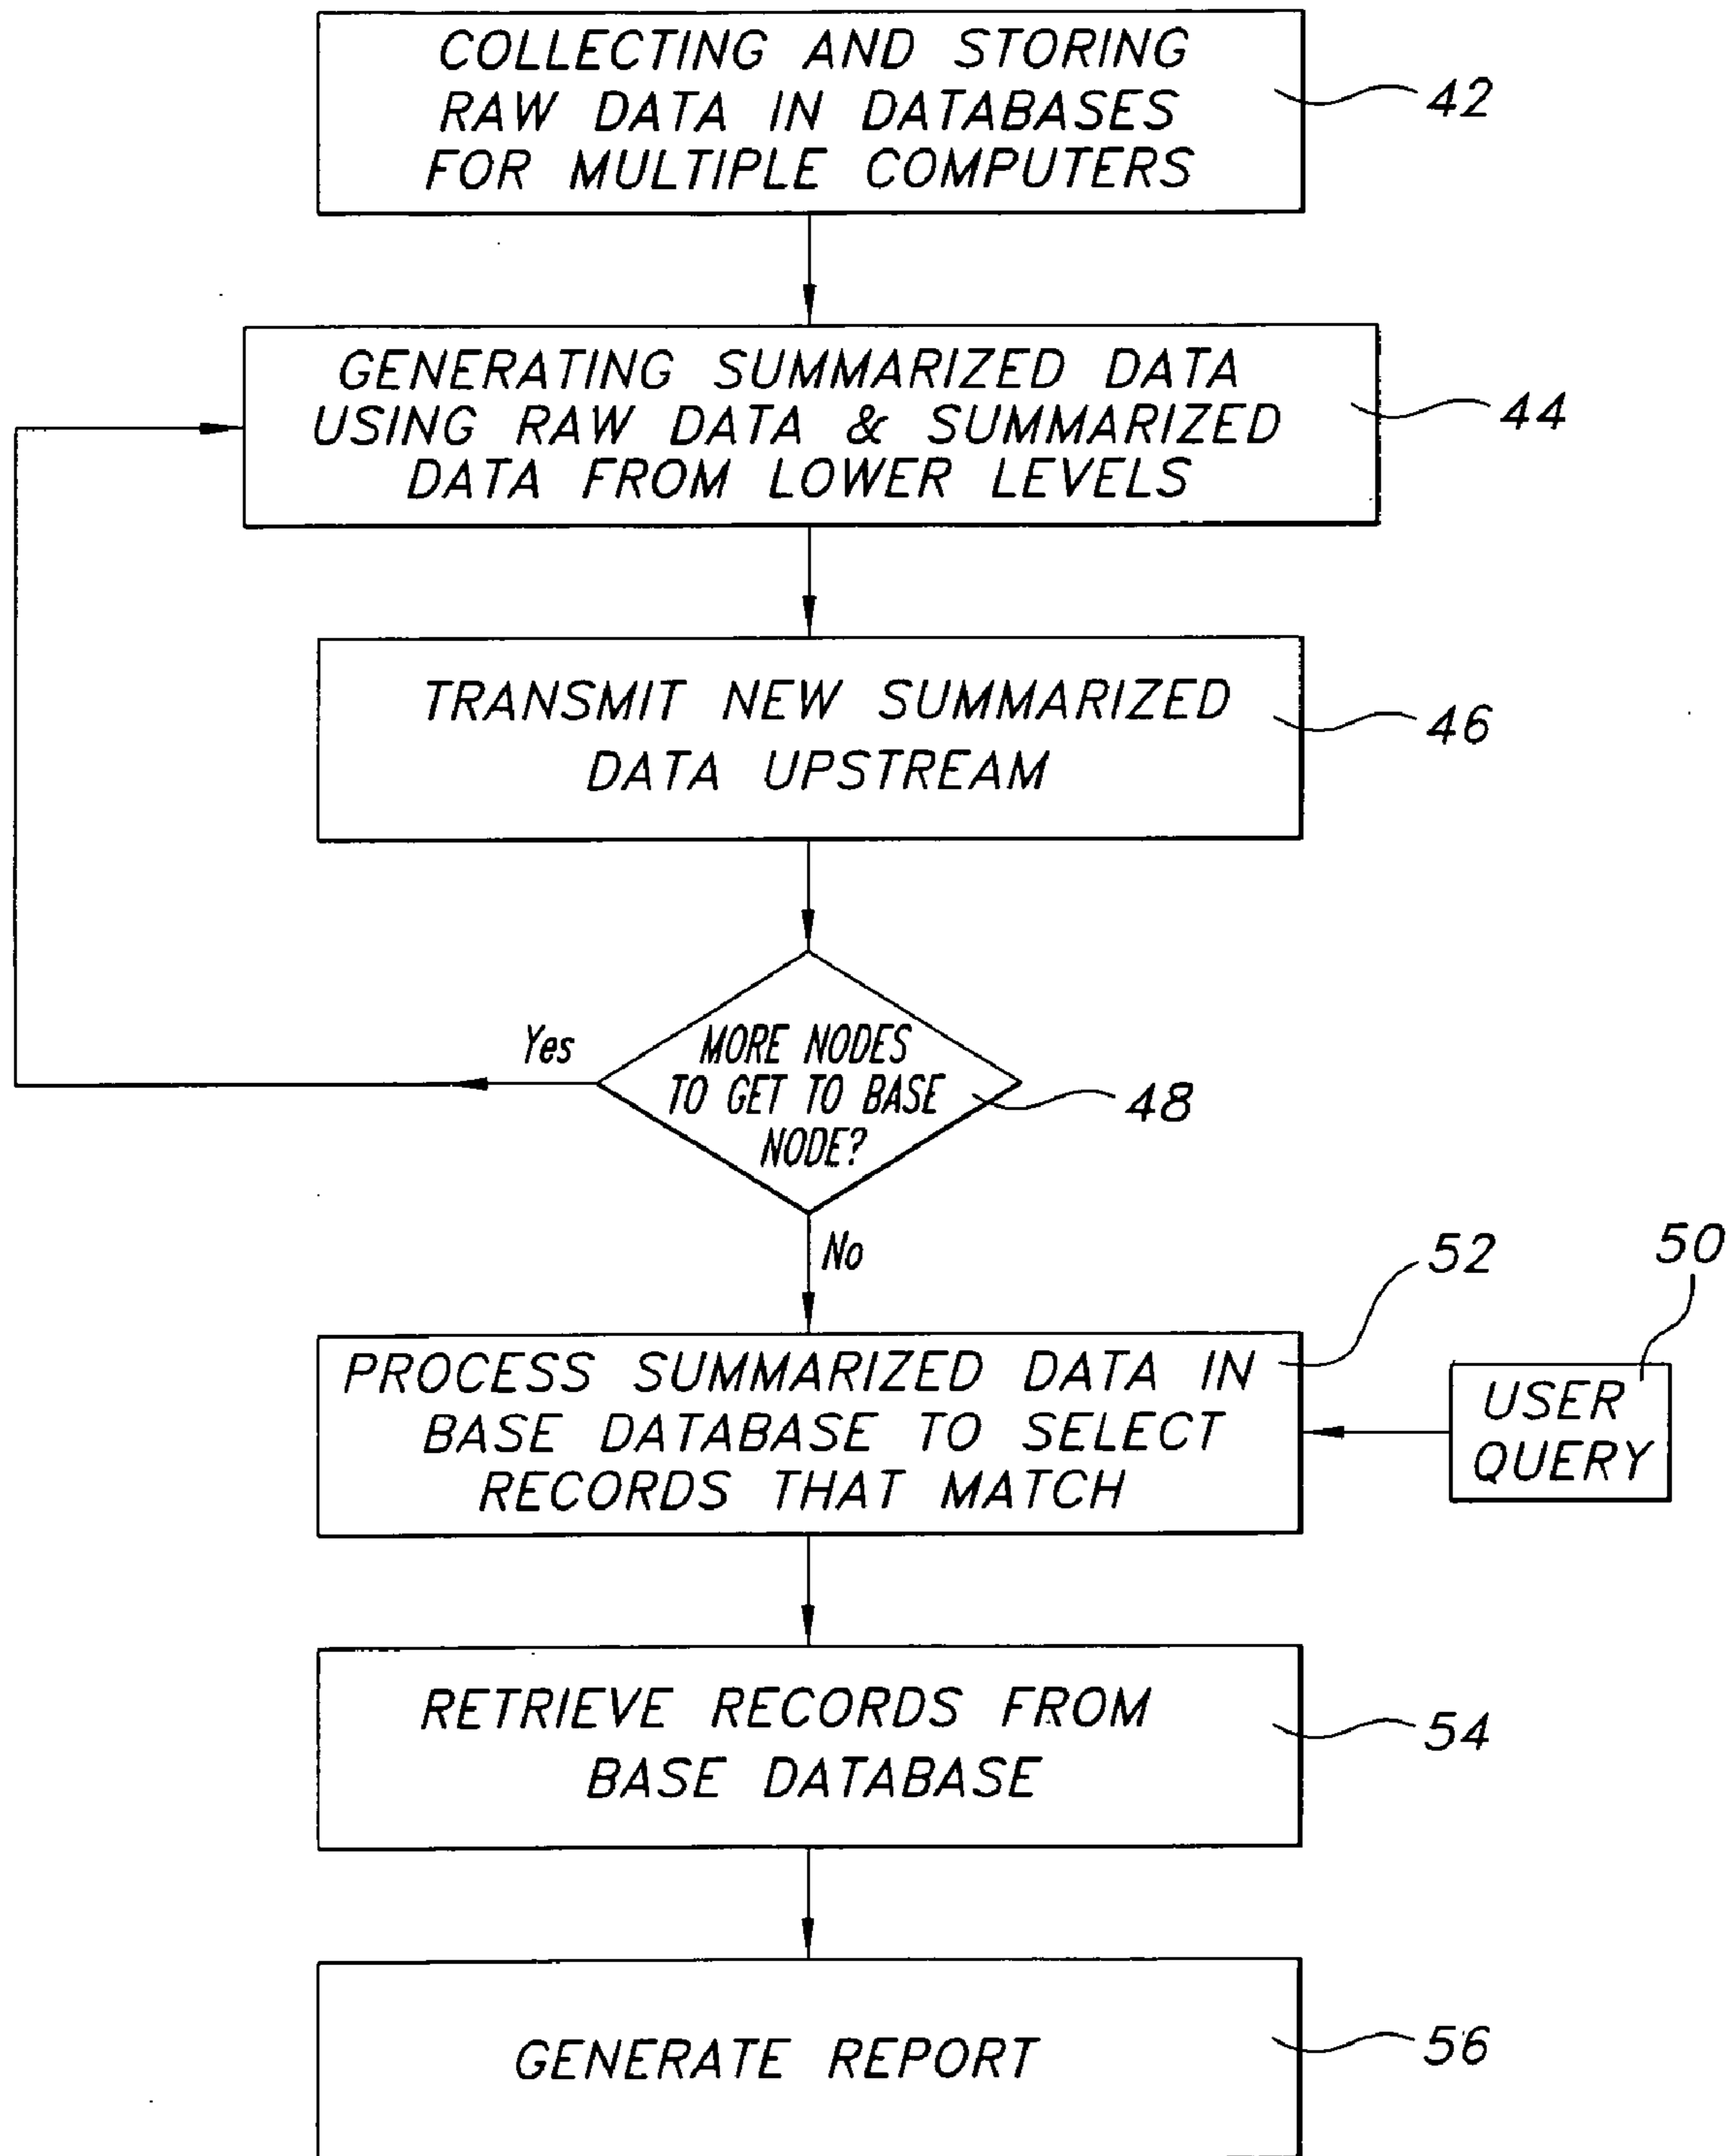 COLLECTING AND STORING
RAW DATA IN DATABASES
FOR MULTIPLE COMPUTERS
42
GENERATING SUMMARIZED DATA
USING RAW DATA & SUMMARIZED
DATA FROM LOWER LEVELS
44
TRANSMIT NEW SUMMARIZED
DATA UPSTREAM
46
Yes
MORE NODES
TO GET TO BASE
NODE?
48
No
52
50
PROCESS SUMMARIZED DATA IN
BASE DATABASE TO SELECT
RECORDS THAT MATCH
USER
QUERY
RETRIEVE RECORDS FROM
BASE DATABASE
54
GENERATE REPORT
56